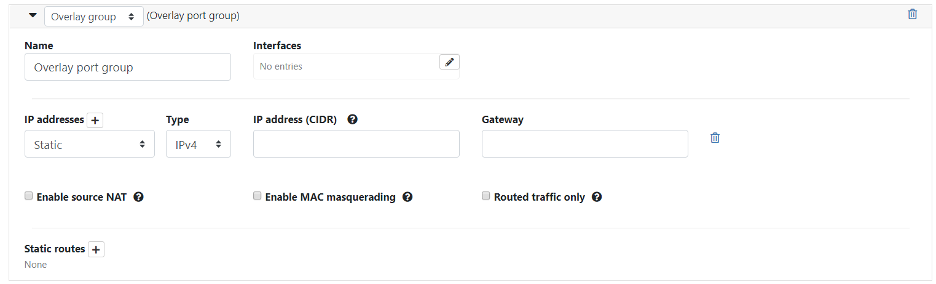 Overlay group (Overlay port group)
Name Interfaces
Overlay port group No entries
IP addresses + Type IP address (CIDR) ? Gateway
Static IPv4
Enable source NAT ? Enable MAC masquerading ? Routed traffic only ?
Static routes +
None